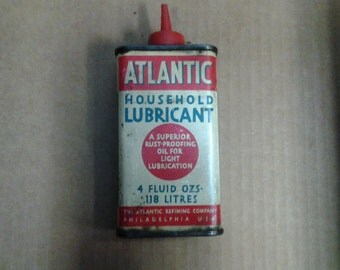 ATLANTIC
HOUSEHOLD
LUBRICANT
A SUPERIOR
RUST-PROOFING
OIL FOR
LIGHT
LUBRICATION
4 FLUID OZS-
.118 LITRES
THE ATLANTIC REFINING COMPANY
PHILADELPHIA U.S.A.